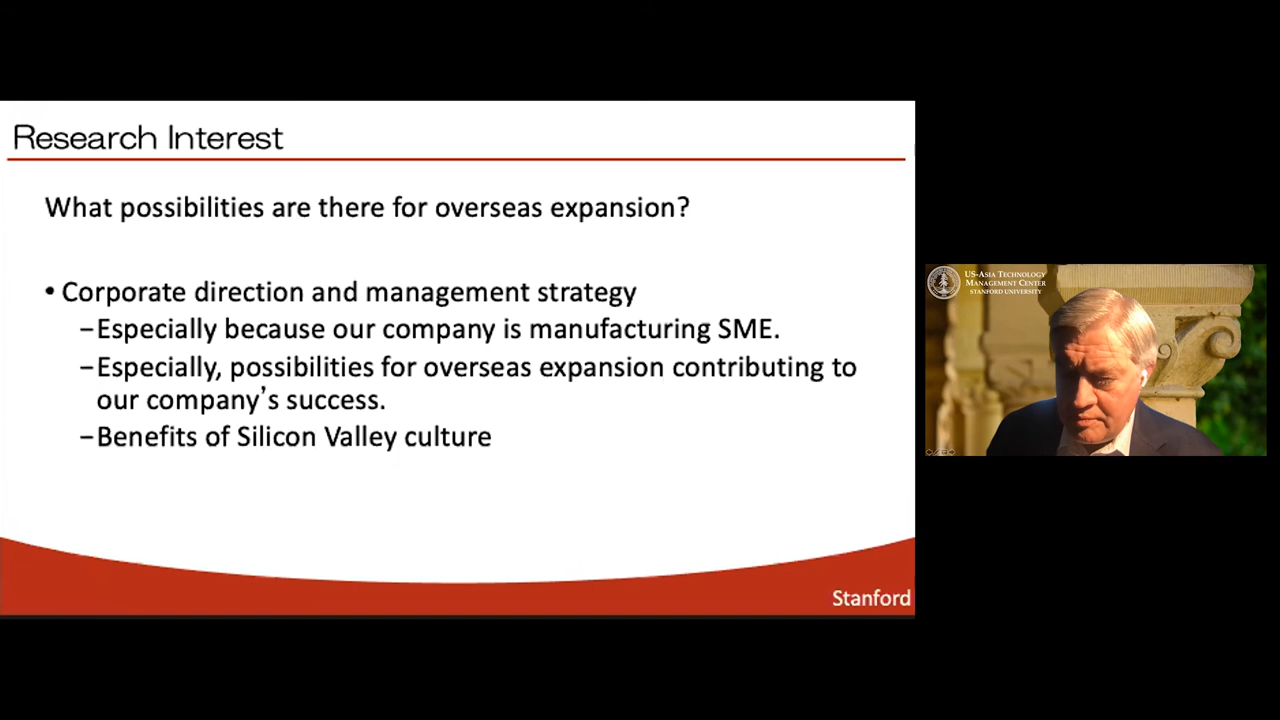 Research Interest
What possibilities are there for overseas expansion?
• Corporate direction and management strategy
–Especially because our company is manufacturing SME.
–Especially, possibilities for overseas expansion contributing to
our company’s success.
–Benefits of Silicon Valley culture
Stanford
US-ASIA TECHNOLOGY
MANAGEMENT CENTER
STANFORD UNIVERSITY